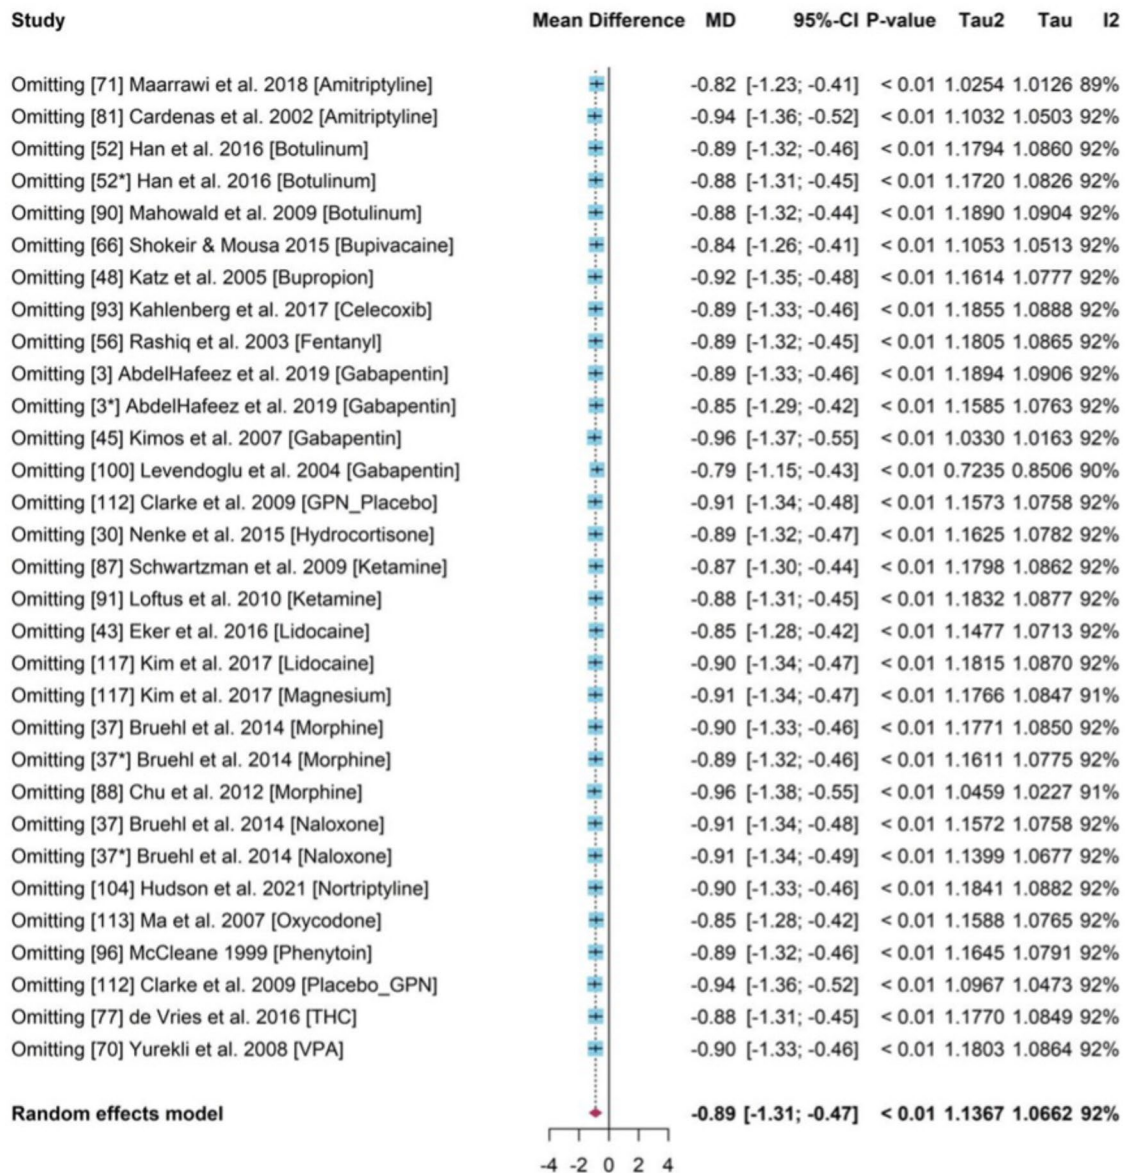 Study Mean Difference MD 95%-CI P-value Tau2 Tau I2
Omitting [71] Maarrawi et al. 2018 [Amitriptyline] -0.82 [-1.23; -0.41] < 0.01 1.0254 1.0126 89%
Omitting [81] Cardenas et al. 2002 [Amitriptyline] -0.94 [-1.36; -0.52] < 0.01 1.1032 1.0503 92%
Omitting [52] Han et al. 2016 [Botulinum] -0.89 [-1.32; -0.46] < 0.01 1.1794 1.0860 92%
Omitting [52*] Han et al. 2016 [Botulinum] -0.88 [-1.31; -0.45] < 0.01 1.1720 1.0826 92%
Omitting [90] Mahowald et al. 2009 [Botulinum] -0.88 [-1.32; -0.44] < 0.01 1.1890 1.0904 92%
Omitting [66] Shokeir & Mousa 2015 [Bupivacaine] -0.84 [-1.26; -0.41] < 0.01 1.1053 1.0513 92%
Omitting [48] Katz et al. 2005 [Bupropion] -0.92 [-1.35; -0.48] < 0.01 1.1614 1.0777 92%
Omitting [93] Kahlenberg et al. 2017 [Celecoxib] -0.89 [-1.33; -0.46] < 0.01 1.1855 1.0888 92%
Omitting [56] Rashiq et al. 2003 [Fentanyl] -0.89 [-1.32; -0.45] < 0.01 1.1805 1.0865 92%
Omitting [3] AbdelHafeez et al. 2019 [Gabapentin] -0.89 [-1.33; -0.46] < 0.01 1.1894 1.0906 92%
Omitting [3*] AbdelHafeez et al. 2019 [Gabapentin] -0.85 [-1.29; -0.42] < 0.01 1.1585 1.0763 92%
Omitting [45] Kimos et al. 2007 [Gabapentin] -0.96 [-1.37; -0.55] < 0.01 1.0330 1.0163 92%
Omitting [100] Levendoglu et al. 2004 [Gabapentin] -0.79 [-1.15; -0.43] < 0.01 0.7235 0.8506 90%
Omitting [112] Clarke et al. 2009 [GPN_Placebo] -0.91 [-1.34; -0.48] < 0.01 1.1573 1.0758 92%
Omitting [30] Nenke et al. 2015 [Hydrocortisone] -0.89 [-1.32; -0.47] < 0.01 1.1625 1.0782 92%
Omitting [87] Schwartzman et al. 2009 [Ketamine] -0.87 [-1.30; -0.44] < 0.01 1.1798 1.0862 92%
Omitting [91] Loftus et al. 2010 [Ketamine] -0.88 [-1.31; -0.45] < 0.01 1.1832 1.0877 92%
Omitting [43] Eker et al. 2016 [Lidocaine] -0.85 [-1.28; -0.42] < 0.01 1.1477 1.0713 92%
Omitting [117] Kim et al. 2017 [Lidocaine] -0.90 [-1.34; -0.47] < 0.01 1.1815 1.0870 92%
Omitting [117] Kim et al. 2017 [Magnesium] -0.91 [-1.34; -0.47] < 0.01 1.1766 1.0847 91%
Omitting [37] Bruehl et al. 2014 [Morphine] -0.90 [-1.33; -0.46] < 0.01 1.1771 1.0850 92%
Omitting [37*] Bruehl et al. 2014 [Morphine] -0.89 [-1.32; -0.46] < 0.01 1.1611 1.0775 92%
Omitting [88] Chu et al. 2012 [Morphine] -0.96 [-1.38; -0.55] < 0.01 1.0459 1.0227 91%
Omitting [37] Bruehl et al. 2014 [Naloxone] -0.91 [-1.34; -0.48] < 0.01 1.1572 1.0758 92%
Omitting [37*] Bruehl et al. 2014 [Naloxone] -0.91 [-1.34; -0.49] < 0.01 1.1399 1.0677 92%
Omitting [104] Hudson et al. 2021 [Nortriptyline] -0.90 [-1.33; -0.46] < 0.01 1.1841 1.0882 92%
Omitting [113] Ma et al. 2007 [Oxycodone] -0.85 [-1.28; -0.42] < 0.01 1.1588 1.0765 92%
Omitting [96] McCleane 1999 [Phenytoin] -0.89 [-1.32; -0.46] < 0.01 1.1645 1.0791 92%
Omitting [112] Clarke et al. 2009 [Placebo_GPN] -0.94 [-1.36; -0.52] < 0.01 1.0967 1.0473 92%
Omitting [77] de Vries et al. 2016 [THC] -0.88 [-1.31; -0.45] < 0.01 1.1770 1.0849 92%
Omitting [70] Yurekli et al. 2008 [VPA] -0.90 [-1.33; -0.46] < 0.01 1.1803 1.0864 92%
Random effects model -0.89 [-1.31; -0.47] < 0.01 1.1367 1.0662 92%
-4 -2 0 2 4